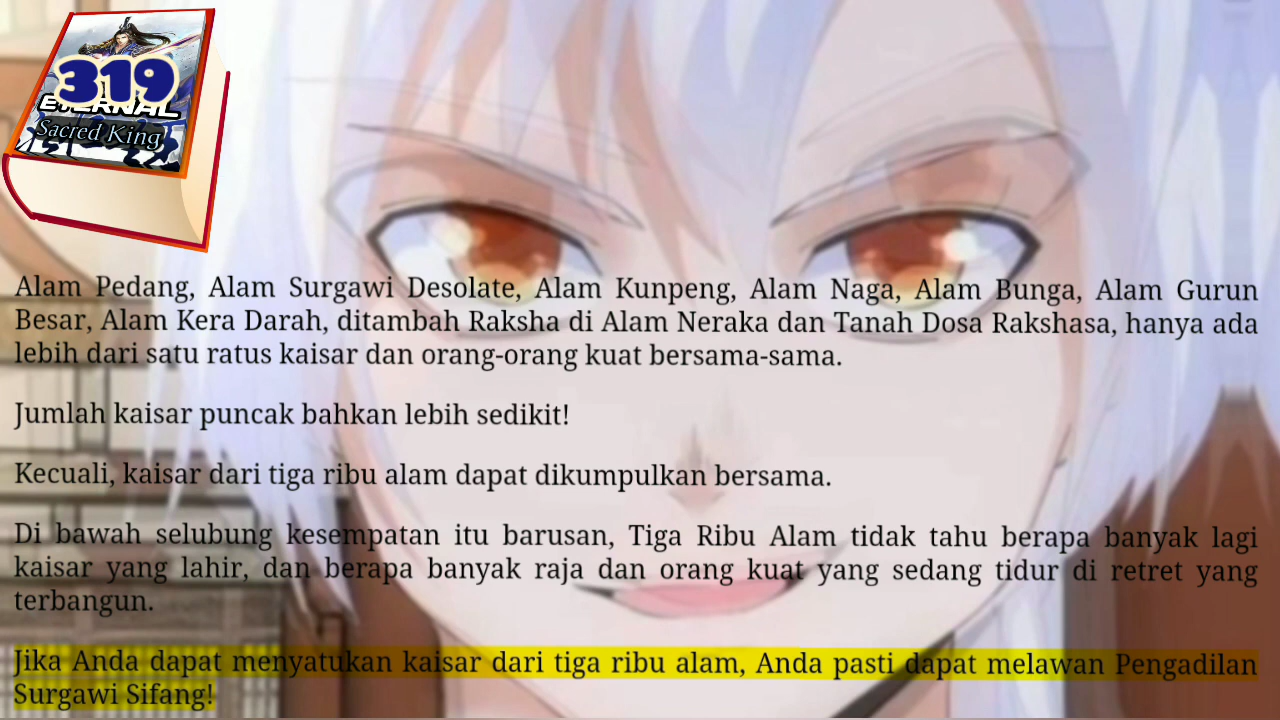 319
ETERNAL
Sacred King
Alam Pedang, Alam Surgawi Desolate, Alam Kunpeng, Alam Naga, Alam Bunga, Alam Gurun
Besar, Alam Kera Darah, ditambah Raksha di Alam Neraka dan Tanah Dosa Rakshasa, hanya ada
lebih dari satu ratus kaisar dan orang-orang kuat bersama-sama.
Jumlah kaisar puncak bahkan lebih sedikit!
Kecuali, kaisar dari tiga ribu alam dapat dikumpulkan bersama.
Di bawah selubung kesempatan itu barusan, Tiga Ribu Alam tidak tahu berapa banyak lagi
kaisar yang lahir, dan berapa banyak raja dan orang kuat yang sedang tidur di retret yang
terbangun.
Jika Anda dapat menyatukan kaisar dari tiga ribu alam, Anda pasti dapat melawan Pengadilan
Surgawi Sifang!